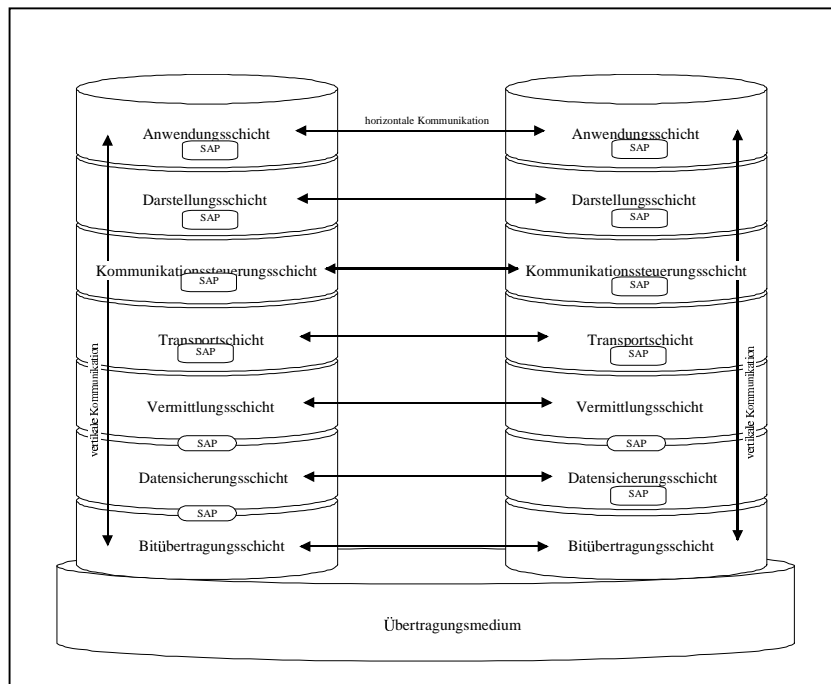 horizontale Kommunikation
Anwendungsschicht
Anwendungsschicht
SAP
SAP
Darstellungsschicht
Darstellungsschicht
SAP
SAP
Kommunikationssteuerungsschicht
Kommunikationssteuerungsschicht
SAP
SAP
Transportschicht
Transportschicht
SAP
SAP
vertikale Kommunikation
vertikale Kommunikation
Vermittlungsschicht
Vermittlungsschicht
SAP
SAP
Datensicherungsschicht
Datensicherungsschicht
SAP
SAP
Bitübertragungsschicht
Bitübertragungsschicht
Übertragungsmedium